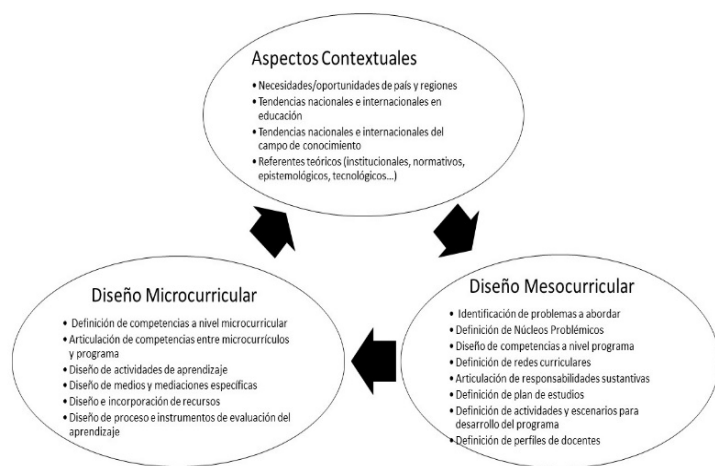 Aspectos Contextuales
• Necesidades/oportunidades de país y regiones
• Tendencias nacionales e internacionales en
educación
• Tendencias nacionales e internacionales del
campo de conocimiento
• Referentes teóricos (institucionales, normativos,
epistemológicos, tecnológicos...)
Diseño Mesocurricular
• Identificación de problemas a abordar
• Definición de Núcleos Problémicos
• Diseño de competencias a nivel programa
• Definición de redes curriculares
• Articulación de responsabilidades sustantivas
• Definición de plan de estudios
• Definición de actividades y escenarios para
desarrollo del programa
• Definición de perfiles de docentes
Diseño Microcurricular
• Definición de competencias a nivel microcurricular
• Articulación de competencias entre microcurrículos
y programa
• Diseño de actividades de aprendizaje
• Diseño de medios y mediaciones específicas
• Diseño e incorporación de recursos
• Diseño de proceso e instrumentos de evaluación del
aprendizaje